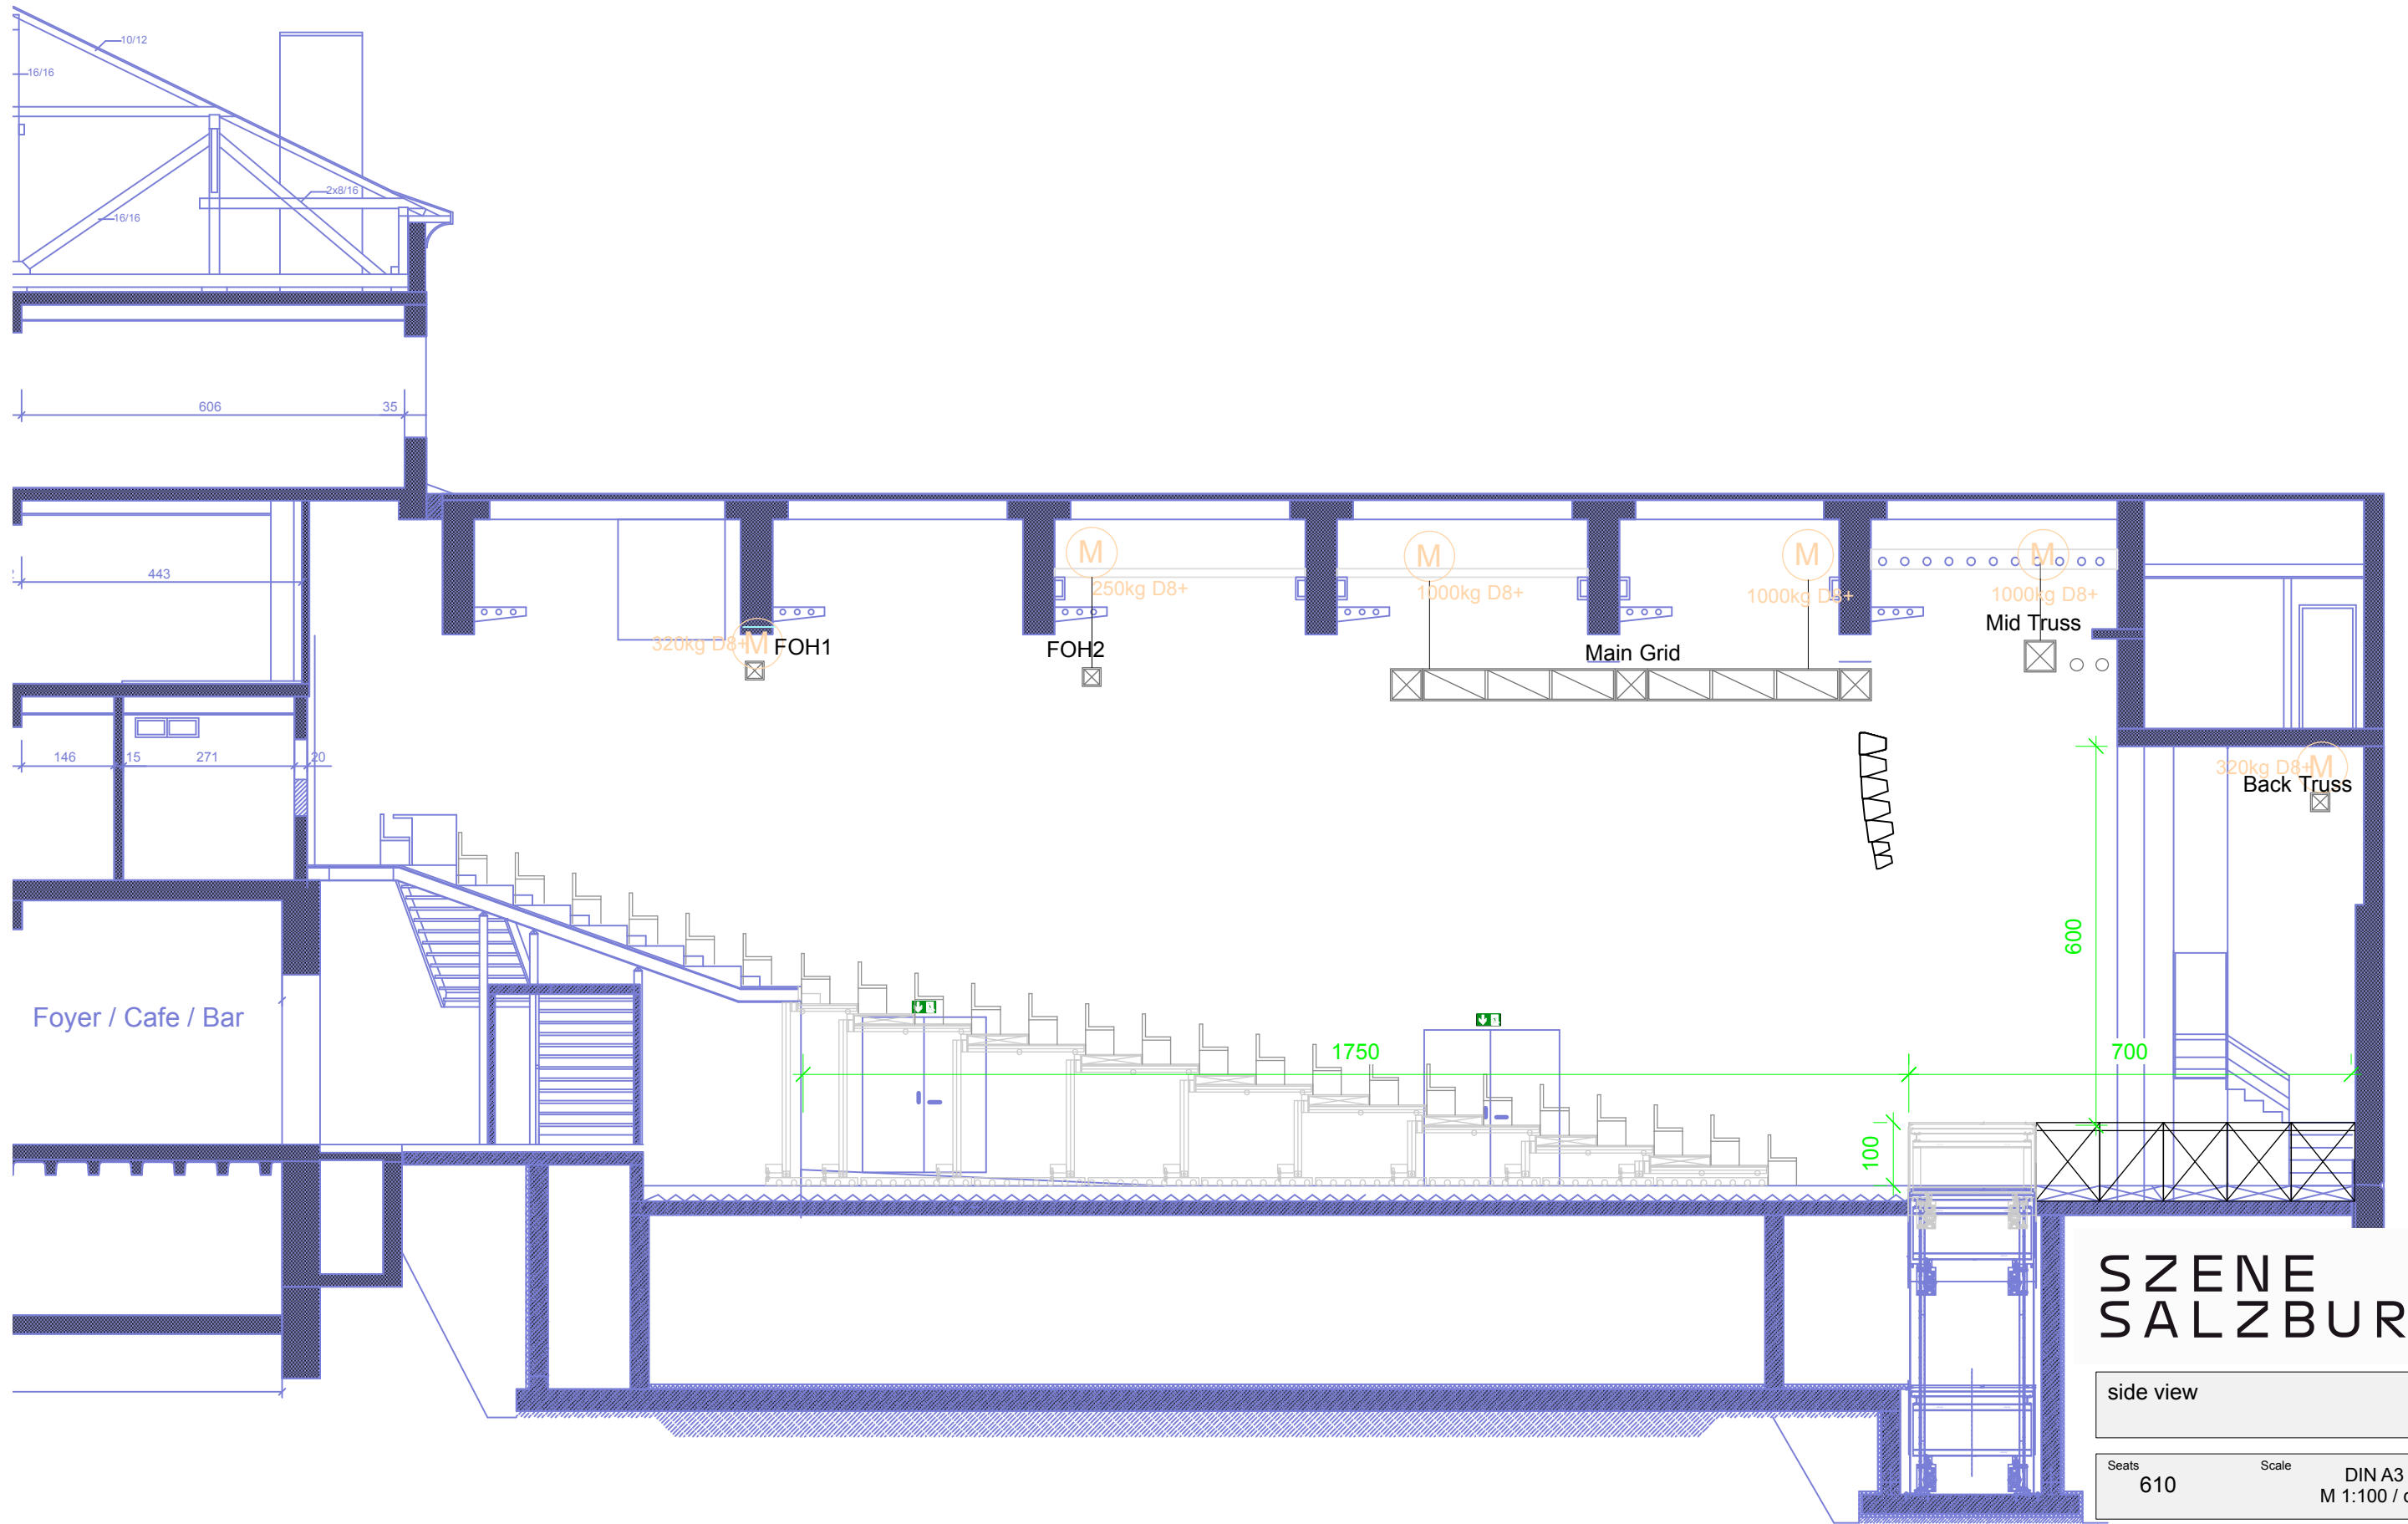 10/12
16/16
2x8/16
16/16
606
35
443
M
M
M
M
250kg D8+
1000kg D8+
1000kg D8+
1000kg D8+
320kg D8+
M
FOH1
FOH2
Main Grid
Mid Truss
146
15
271
20
320kg D8+
M
Back Truss
600
Foyer / Cafe / Bar
1750
700
100
SZENE
SALZBUR
side view
Seats
610
Scale
DIN A3
M 1:100 /